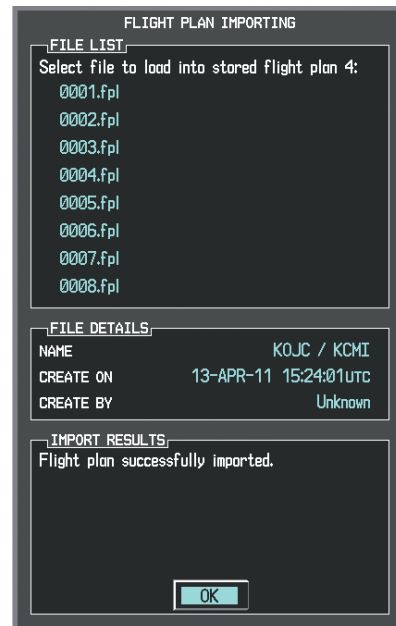 FLIGHT PLAN IMPORTING
FILE LIST
Select file to load into stored flight plan 4:
0001.fpl
0002.fpl
0003.fpl
0004.fpl
0005.fpl
0006.fpl
0007.fpl
0008.fpl
FILE DETAILS
NAME KOJC / KCMI
CREATE ON 13-APR-11 15:24:01UTC
CREATE BY Unknown
IMPORT RESULTS
Flight plan successfully imported.
OK